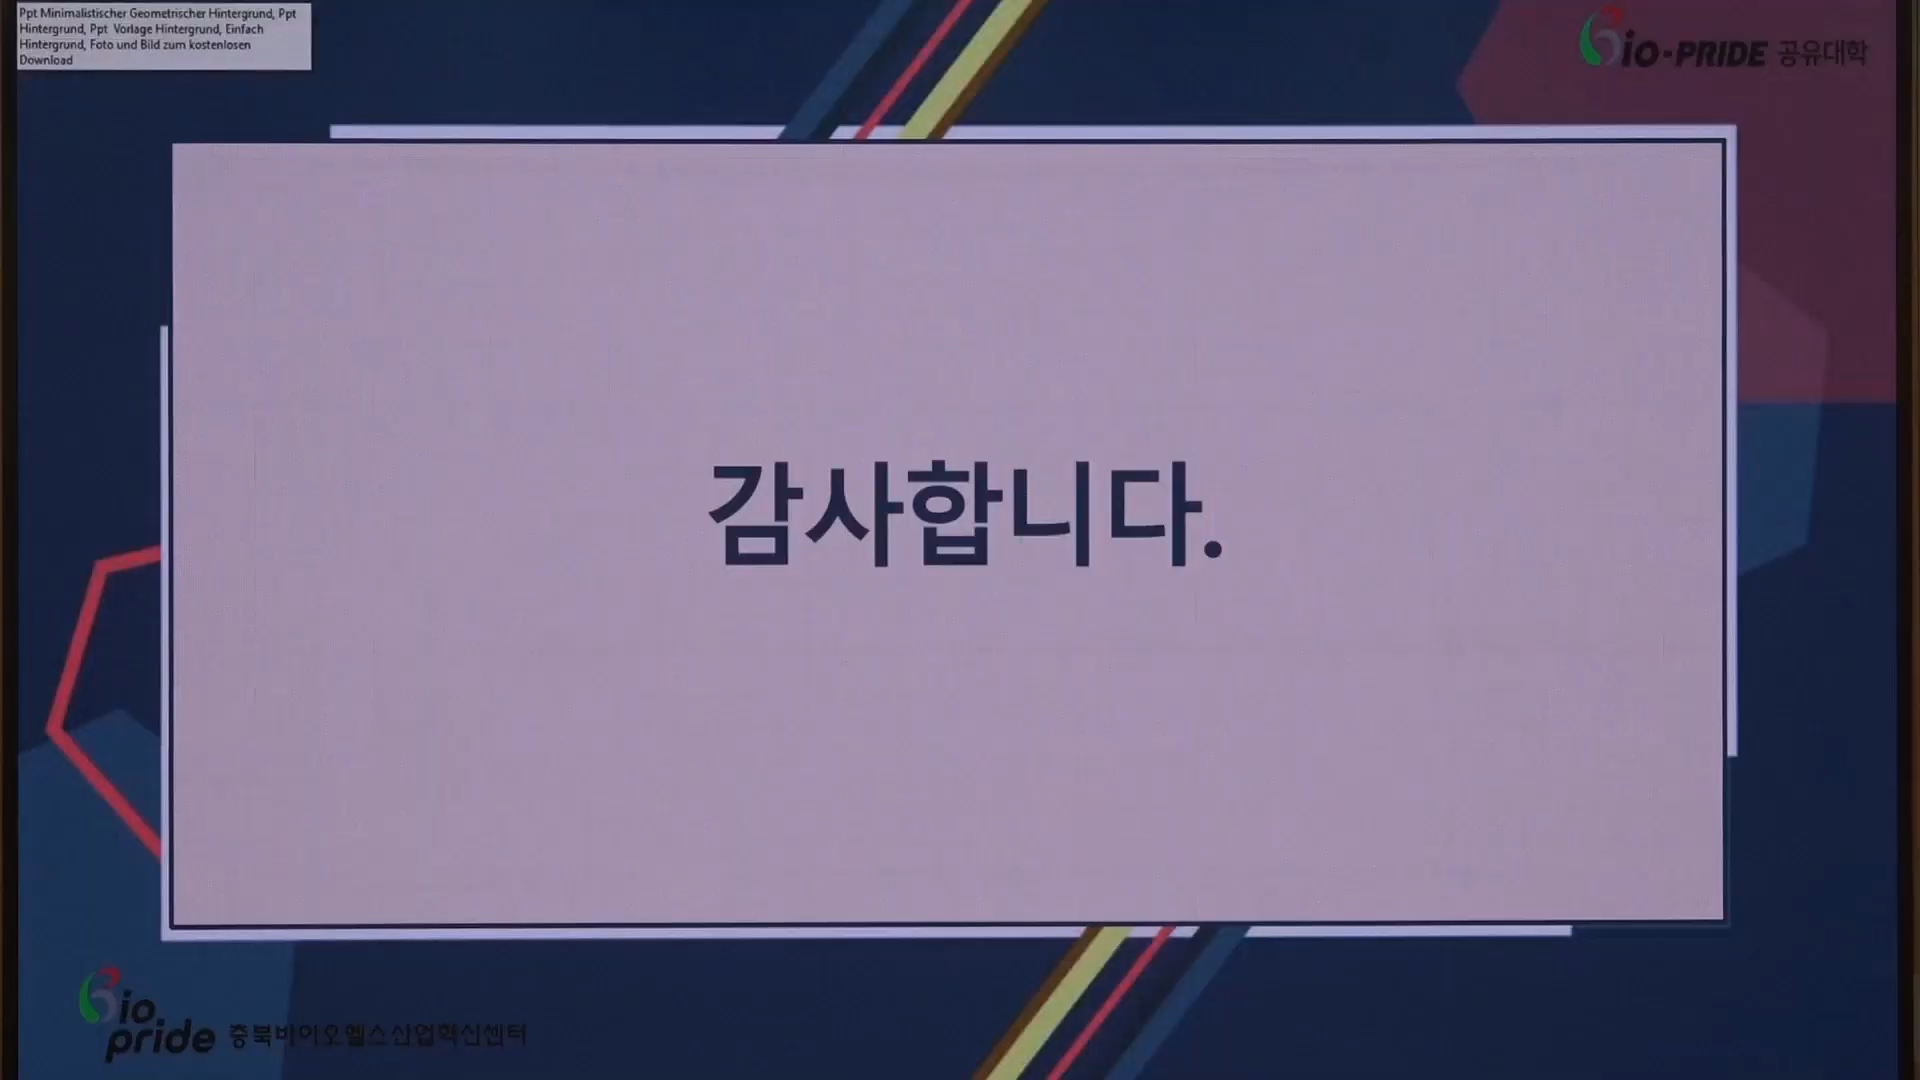 Ppt Minimalistischer Geometrischer Hintergrund, Ppt
Hintergrund, Ppt Vorlage Hintergrund, Einfach
Hintergrund, Foto und Bild zum kostenlosen
Download
Bio-PRIDE 공유대학
감사합니다.
Bio
pride 충북바이오헬스산업혁신센터